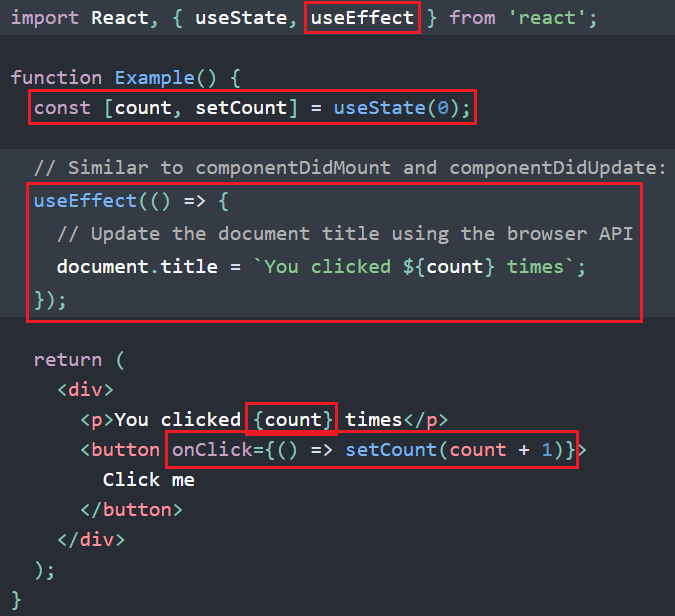 import React, { useState, useEffect } from 'react';
function Example() {
const [count, setCount] = useState(0);
// Similar to componentDidMount and componentDidUpdate:
useEffect(() => {
// Update the document title using the browser API
document.title = `You clicked ${count} times`;
});
return (
<div>
<p>You clicked {count} times</p>
<button onClick={() => setCount(count + 1)}>
Click me
</button>
</div>
);
}